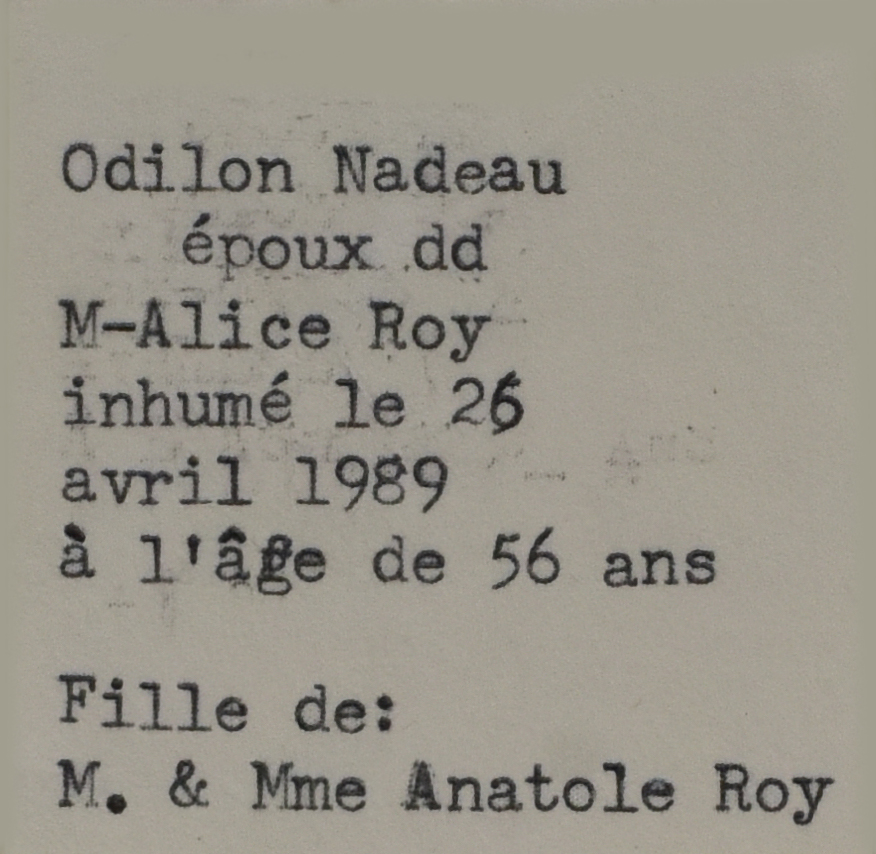 Odilon Nadeau
époux dd
M-Alice Roy
inhumé le 26
avril 1989
à l'âge de 56 ans
Fille de:
M. & Mme Anatole Roy